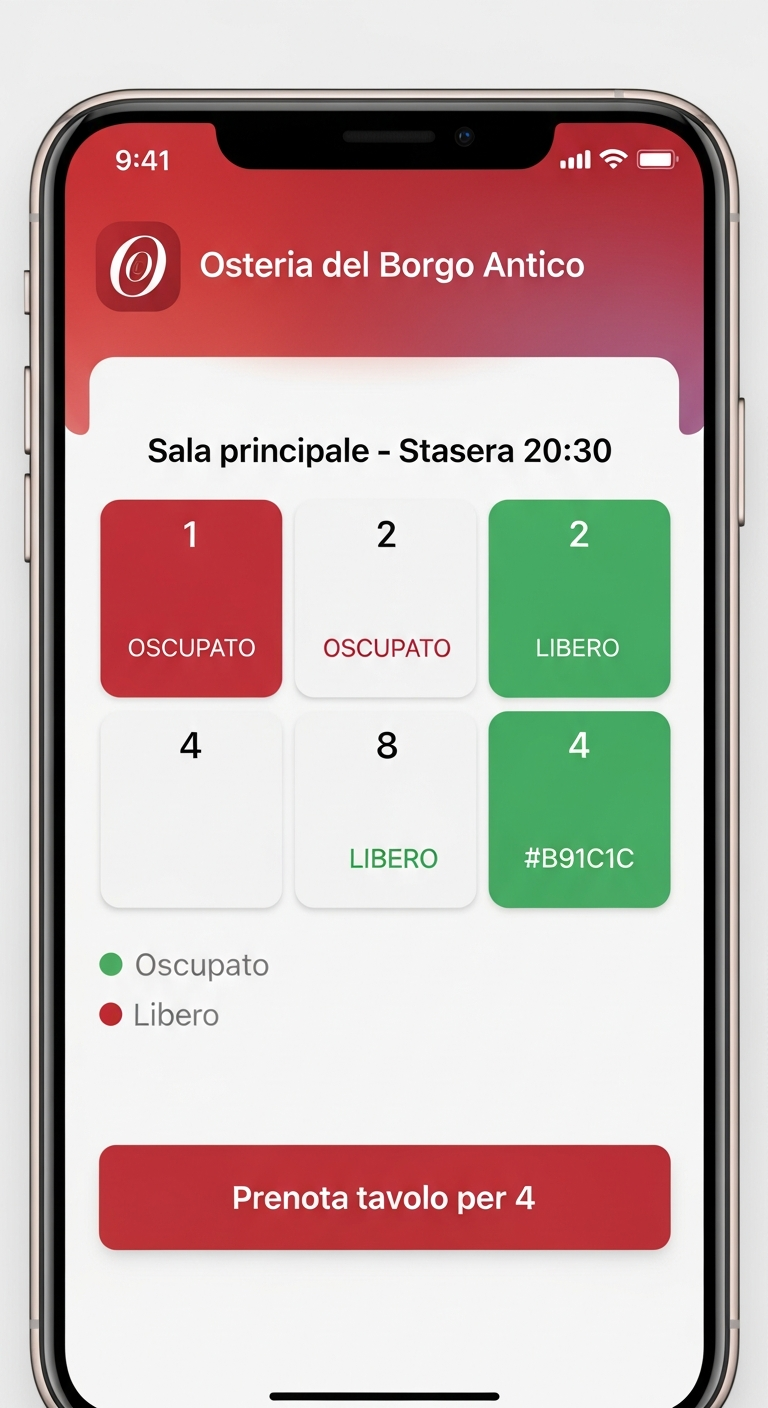 9:41
Osteria del Borgo Antico
Sala principale - Stasera 20:30
1 2 2
OSCUPATO OSCUPATO LIBERO
4 8 4
LIBERO #B91C1C
Oscupato
Libero
Prenota tavolo per 4